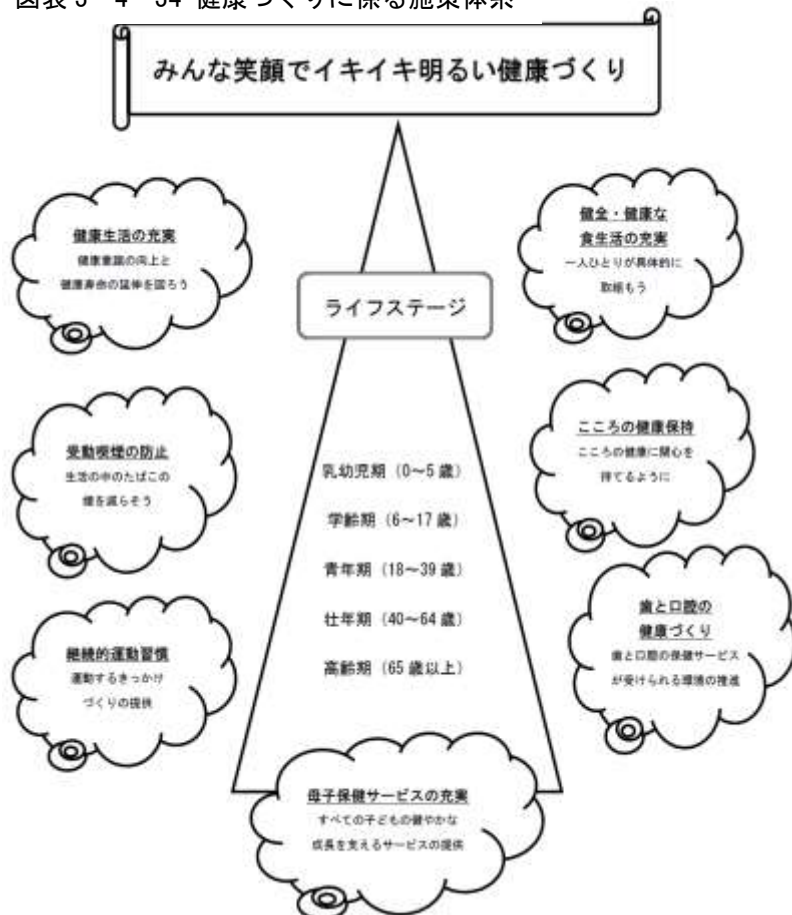 図表 3－4－34 健康づくりに係る施策体系
みんな笑顔でイキイキ明るい健康づくり
健康生活の充実
健康意識の向上と
健康寿命の延伸を図ろう
健全・健康な
食生活の充実
一人ひとりが具体的に
取組もう
ライフステージ
受動喫煙の防止
生活の中のたばこの
煙を減らそう
こころの健康保持
こころの健康に関心を
持てるように
乳幼児期（0～5 歳）
学齢期（6～17 歳）
青年期（18～39 歳）
壮年期（40～64 歳）
高齢期（65 歳以上）
継続的運動習慣
運動するきっかけ
づくりの提供
歯と口腔の
健康づくり
歯と口腔の保健サービス
が受けられる環境の推進
母子保健サービスの充実
すべての子どもの健やかな
成長を支えるサービスの提供